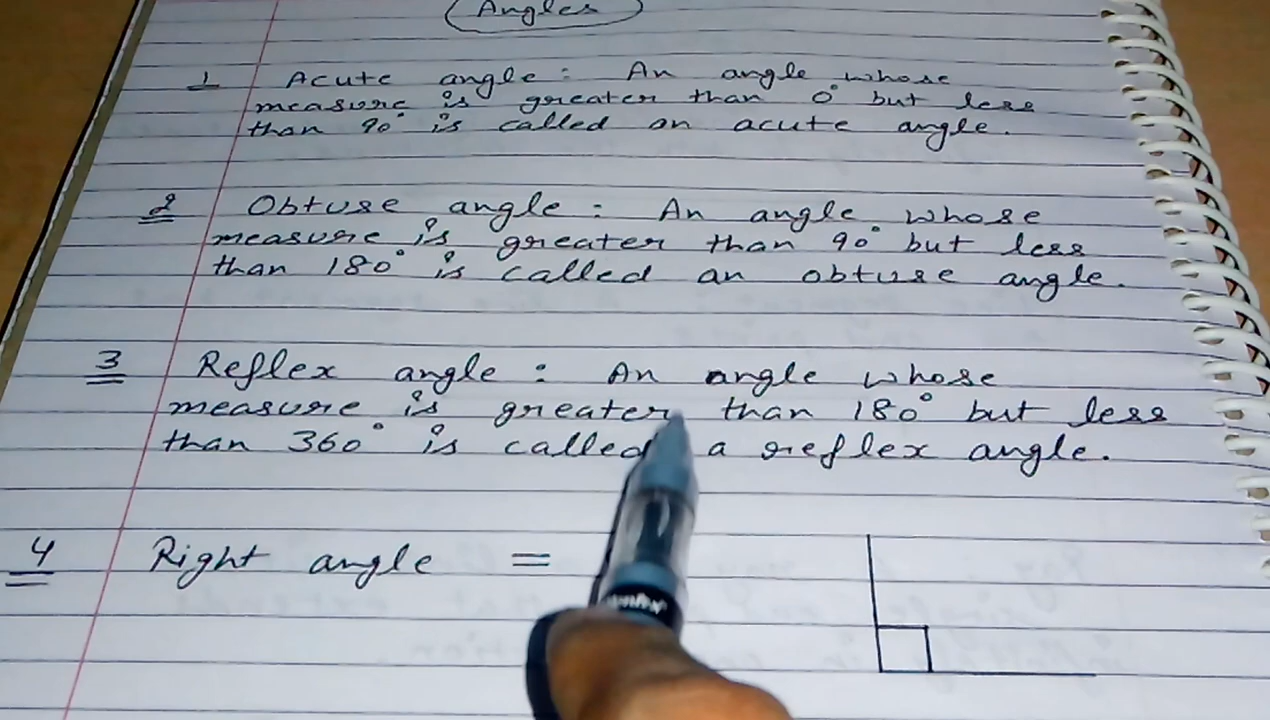 Angles
1 Acute angle : An angle whose
measure is greater than 0° but less
than 90° is called an acute angle.
2 Obtuse angle : An angle whose
measure is greater than 90° but less
than 180° is called an obtuse angle.
3 Reflex angle : An angle whose
measure is greater than 180° but less
than 360° is called a reflex angle.
4 Right angle =